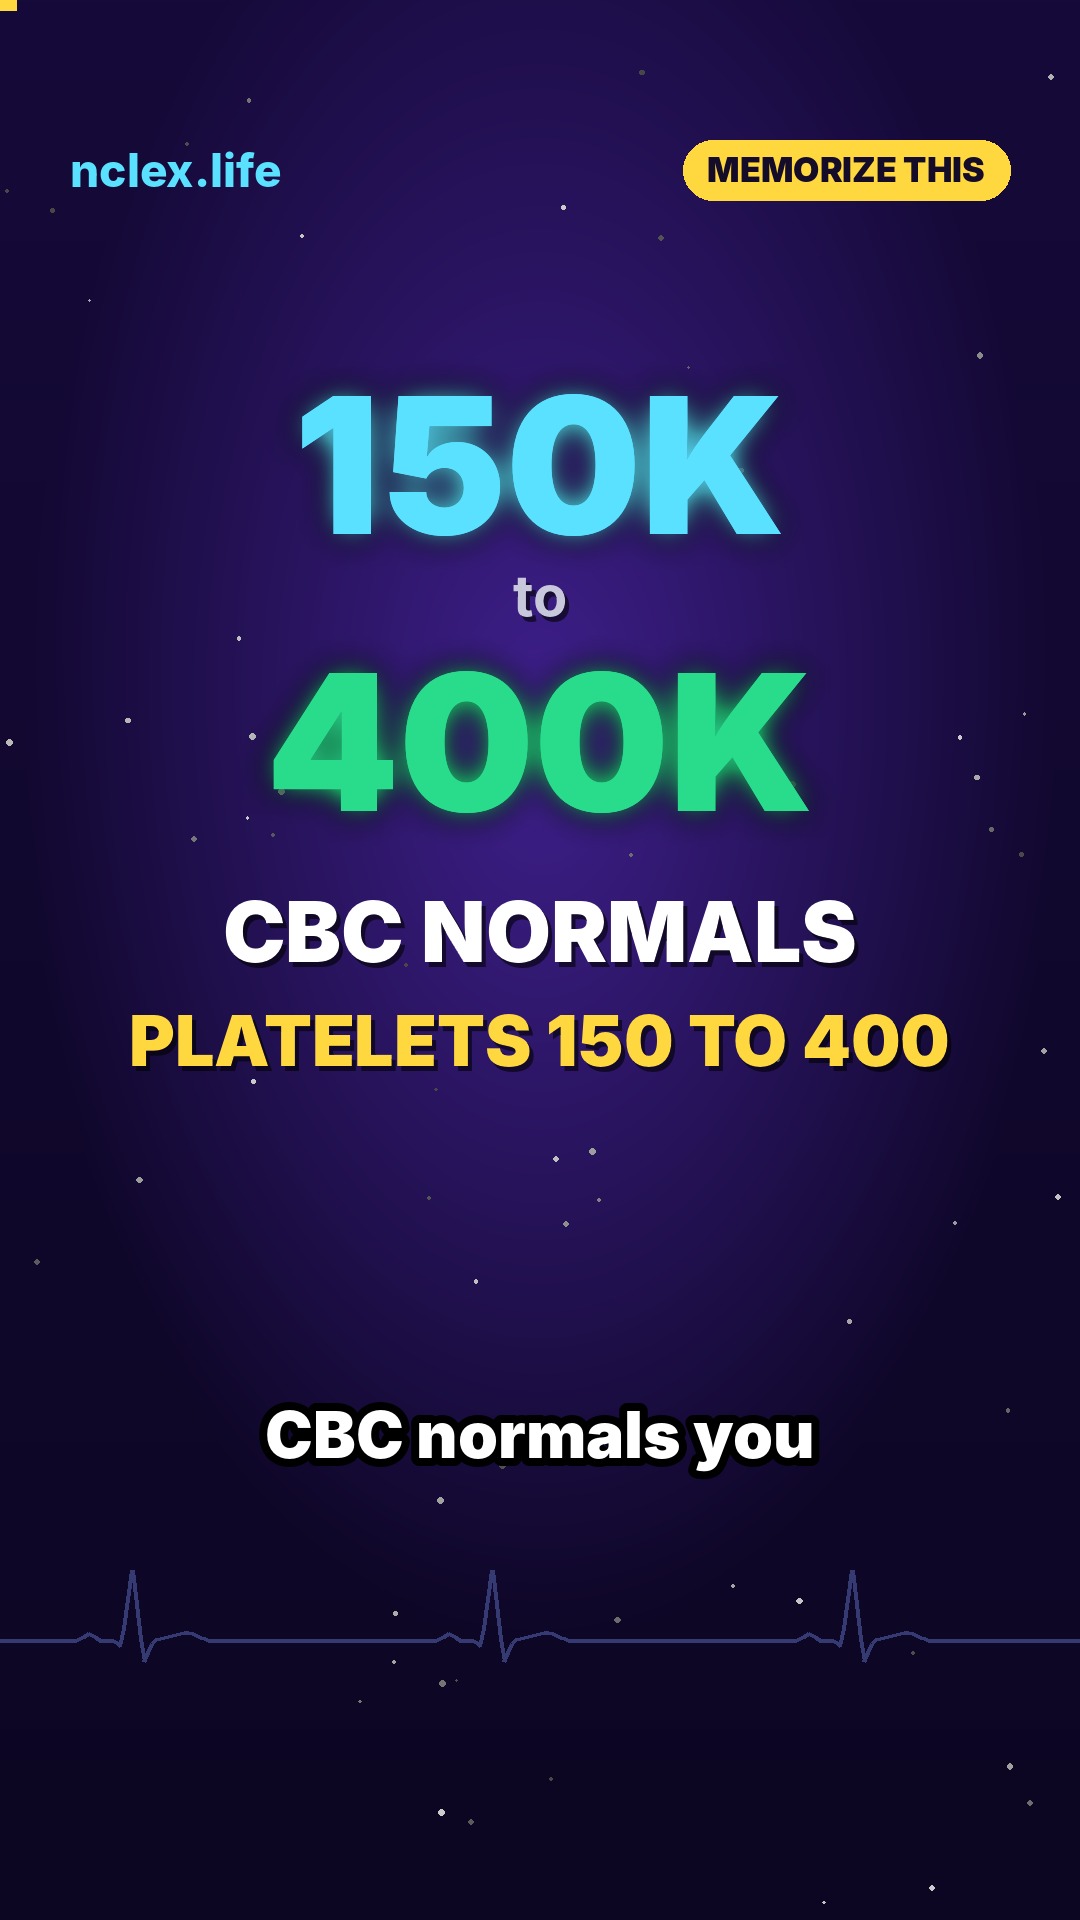 nclex.life
MEMORIZE THIS
150K
to
400K
CBC NORMALS
PLATELETS 150 TO 400
CBC normals you